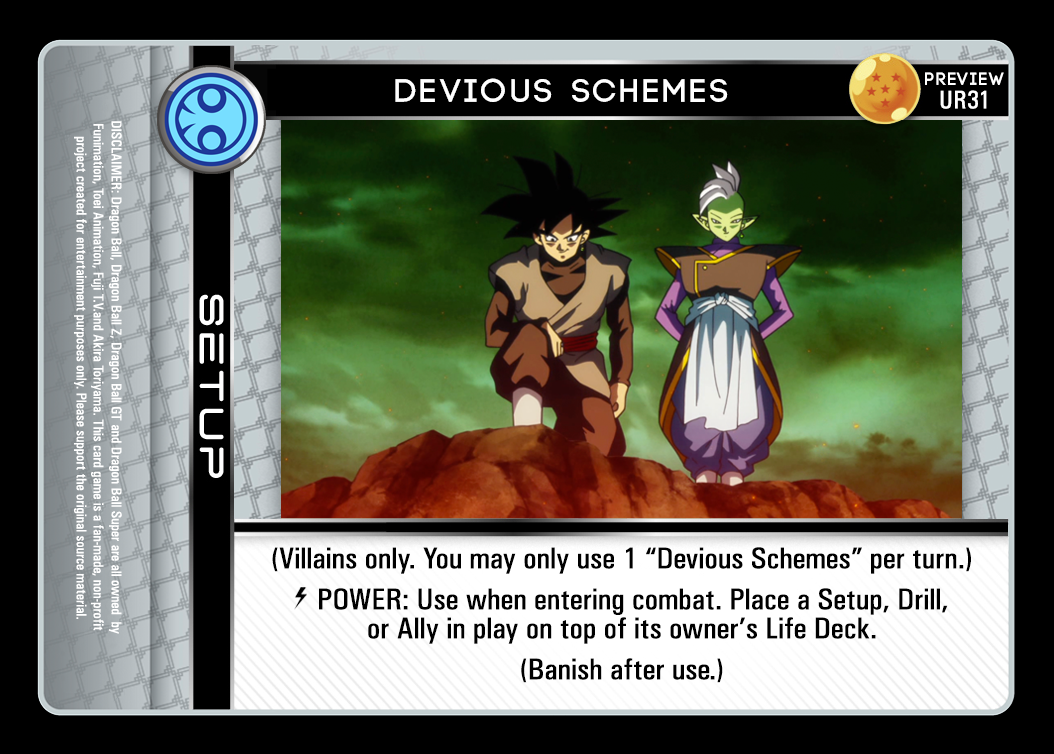 DEVIOUS SCHEMES
PREVIEW
UR31
SETUP
(Villains only. You may only use 1 “Devious Schemes” per turn.)
POWER: Use when entering combat. Place a Setup, Drill,
or Ally in play on top of its owner’s Life Deck.
(Banish after use.)
DISCLAIMER: Dragon Ball, Dragon Ball Z, Dragon Ball GT and Dragon Ball Super are all owned by
Funimation, Toei Animation, Fuji T.V.and Akira Toriyama. This card game is a fan-made, non-profit
project created for entertainment purposes only. Please support the original source material.